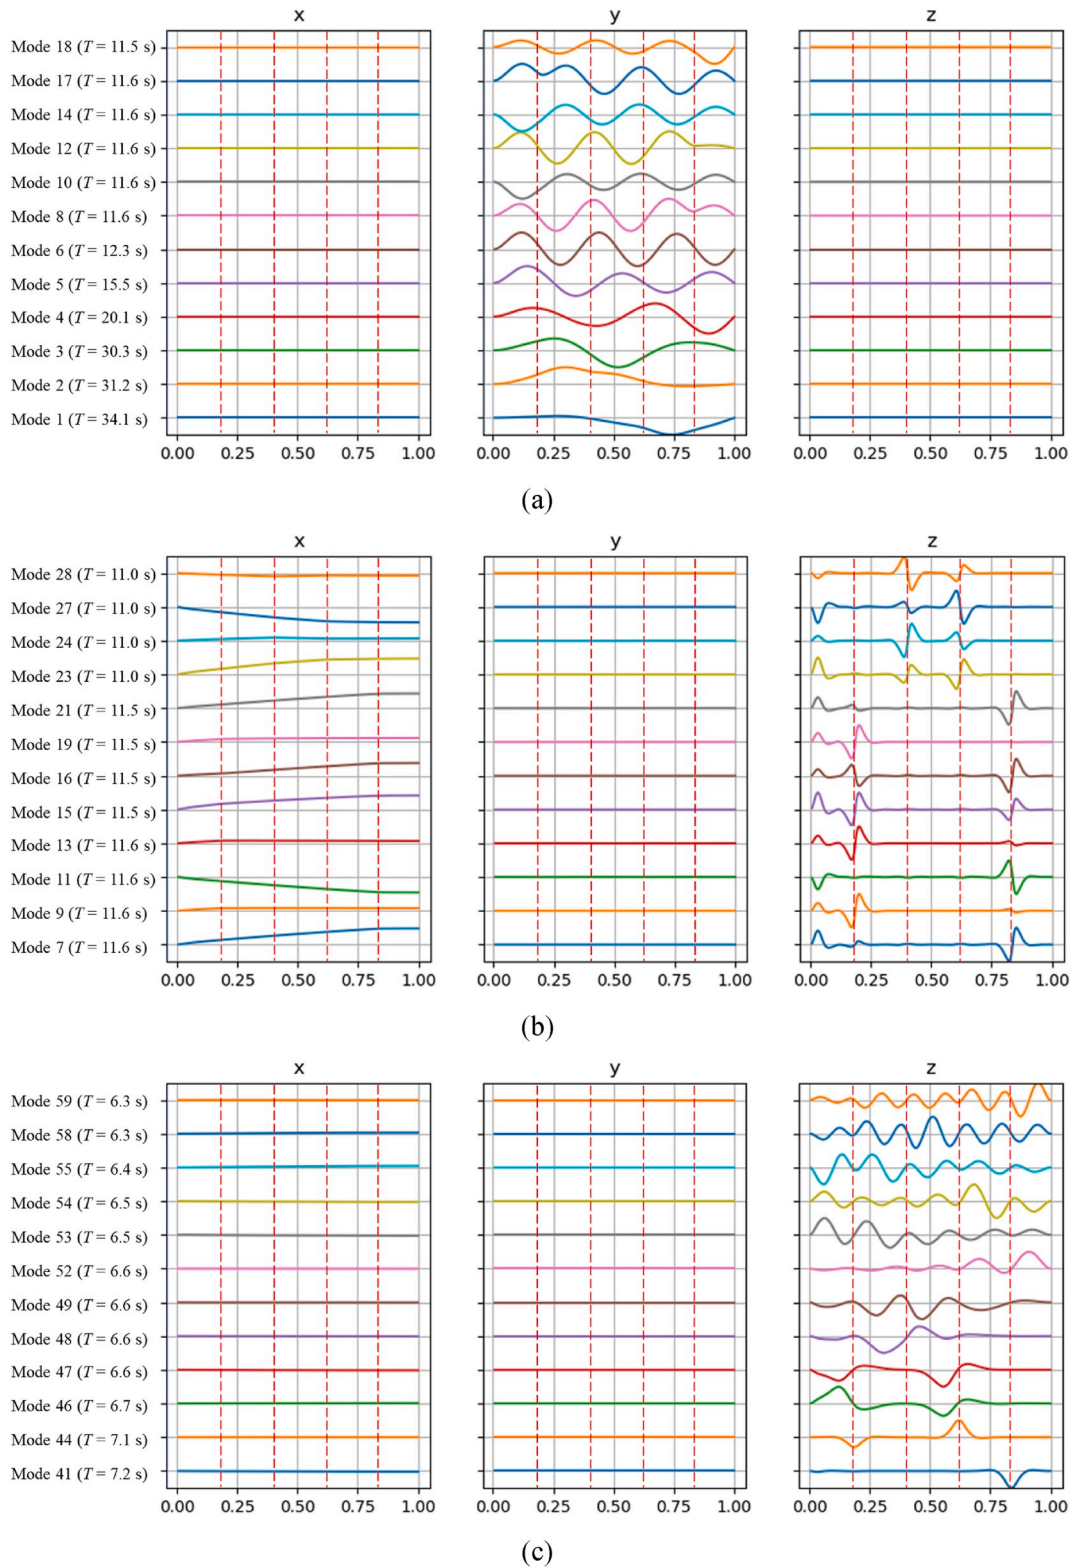 x y z
Mode 18 (T = 11.5 s)
Mode 17 (T = 11.6 s)
Mode 14 (T = 11.6 s)
Mode 12 (T = 11.6 s)
Mode 10 (T = 11.6 s)
Mode 8 (T = 11.6 s)
Mode 6 (T = 12.3 s)
Mode 5 (T = 15.5 s)
Mode 4 (T = 20.1 s)
Mode 3 (T = 30.3 s)
Mode 2 (T = 31.2 s)
Mode 1 (T = 34.1 s)
0.00 0.25 0.50 0.75 1.00 0.00 0.25 0.50 0.75 1.00 0.00 0.25 0.50 0.75 1.00
(a)
x y z
Mode 28 (T = 11.0 s)
Mode 27 (T = 11.0 s)
Mode 24 (T = 11.0 s)
Mode 23 (T = 11.0 s)
Mode 21 (T = 11.5 s)
Mode 19 (T = 11.5 s)
Mode 16 (T = 11.5 s)
Mode 15 (T = 11.5 s)
Mode 13 (T = 11.6 s)
Mode 11 (T = 11.6 s)
Mode 9 (T = 11.6 s)
Mode 7 (T = 11.6 s)
0.00 0.25 0.50 0.75 1.00 0.00 0.25 0.50 0.75 1.00 0.00 0.25 0.50 0.75 1.00
(b)
x y z
Mode 59 (T = 6.3 s)
Mode 58 (T = 6.3 s)
Mode 55 (T = 6.4 s)
Mode 54 (T = 6.5 s)
Mode 53 (T = 6.5 s)
Mode 52 (T = 6.6 s)
Mode 49 (T = 6.6 s)
Mode 48 (T = 6.6 s)
Mode 47 (T = 6.6 s)
Mode 46 (T = 6.7 s)
Mode 44 (T = 7.1 s)
Mode 41 (T = 7.2 s)
0.00 0.25 0.50 0.75 1.00 0.00 0.25 0.50 0.75 1.00 0.00 0.25 0.50 0.75 1.00
(c)